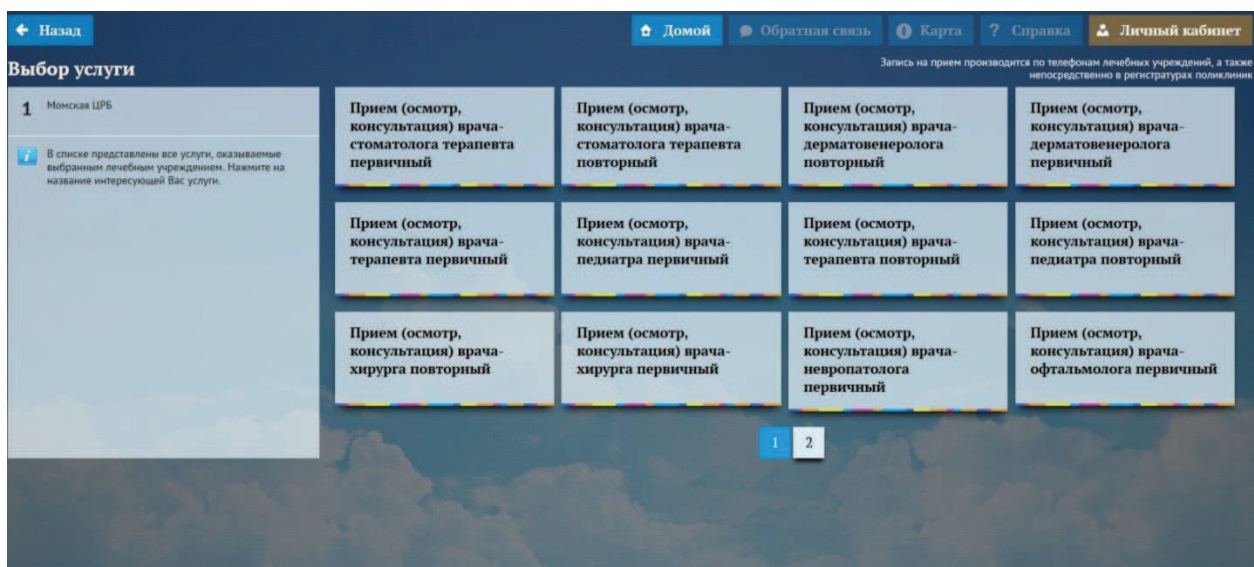 Назад
Домой
Обратная связь
Карта
? Справка
Личный кабинет
Выбор услуги
Запись на прием производится по телефонам лечебных учреждений, а также
непосредственно в регистратурах поликлиник
1 Момская ЦРБ
В списке представлены все услуги, оказываемые
выбранным лечебным учреждением. Нажмите на
название интересующей Вас услуги.
Прием (осмотр,
консультация) врача-
стоматолога терапевта
первичный
Прием (осмотр,
консультация) врача-
стоматолога терапевта
повторный
Прием (осмотр,
консультация) врача-
дерматовенеролога
повторный
Прием (осмотр,
консультация) врача-
дерматовенеролога
первичный
Прием (осмотр,
консультация) врача-
терапевта первичный
Прием (осмотр,
консультация) врача-
педиатра первичный
Прием (осмотр,
консультация) врача-
терапевта повторный
Прием (осмотр,
консультация) врача-
педиатра повторный
Прием (осмотр,
консультация) врача-
хирурга повторный
Прием (осмотр,
консультация) врача-
хирурга первичный
Прием (осмотр,
консультация) врача-
невропатолога
первичный
Прием (осмотр,
консультация) врача-
офтальмолога первичный
1 2